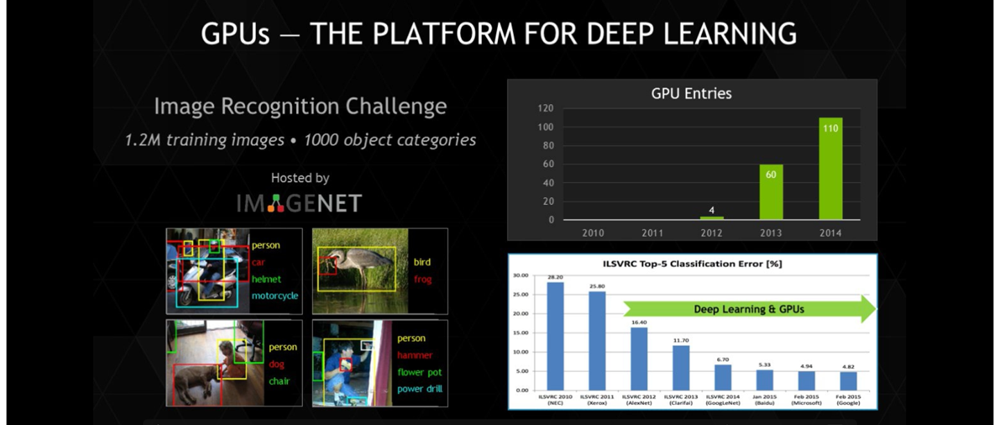 GPUs — THE PLATFORM FOR DEEP LEARNING
Image Recognition Challenge
1.2M training images • 1000 object categories
Hosted by
IMAGENET
person
car
helmet
motorcycle
bird
frog
person
dog
chair
person
hammer
flower pot
power drill
GPU Entries
120
100
80
60
40
20
0
4
60
110
2010 2011 2012 2013 2014
ILSVRC Top-5 Classification Error [%]
30.00
25.00
20.00
15.00
10.00
5.00
0.00
28.20
25.80
16.40
11.70
6.70
5.33
4.94
4.82
Deep Learning & GPUs
ILSVRC 2010 ILSVRC 2011 ILSVRC 2012 ILSVRC 2013 ILSVRC 2014 Jan 2015 Feb 2015 Feb 2015
(NEC) (Xerox) (AlexNet) (Clarifai) (GoogLeNet) (Baidu) (Microsoft) (Google)